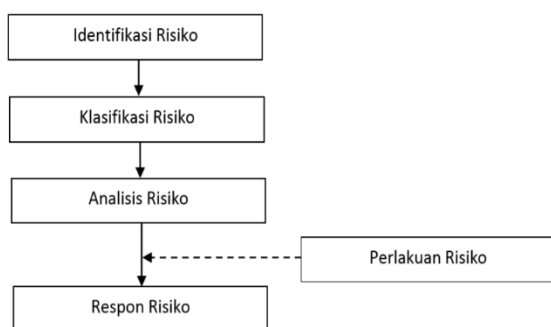 Identifikasi Risiko
Klasifikasi Risiko
Analisis Risiko
Perlakuan Risiko
Respon Risiko